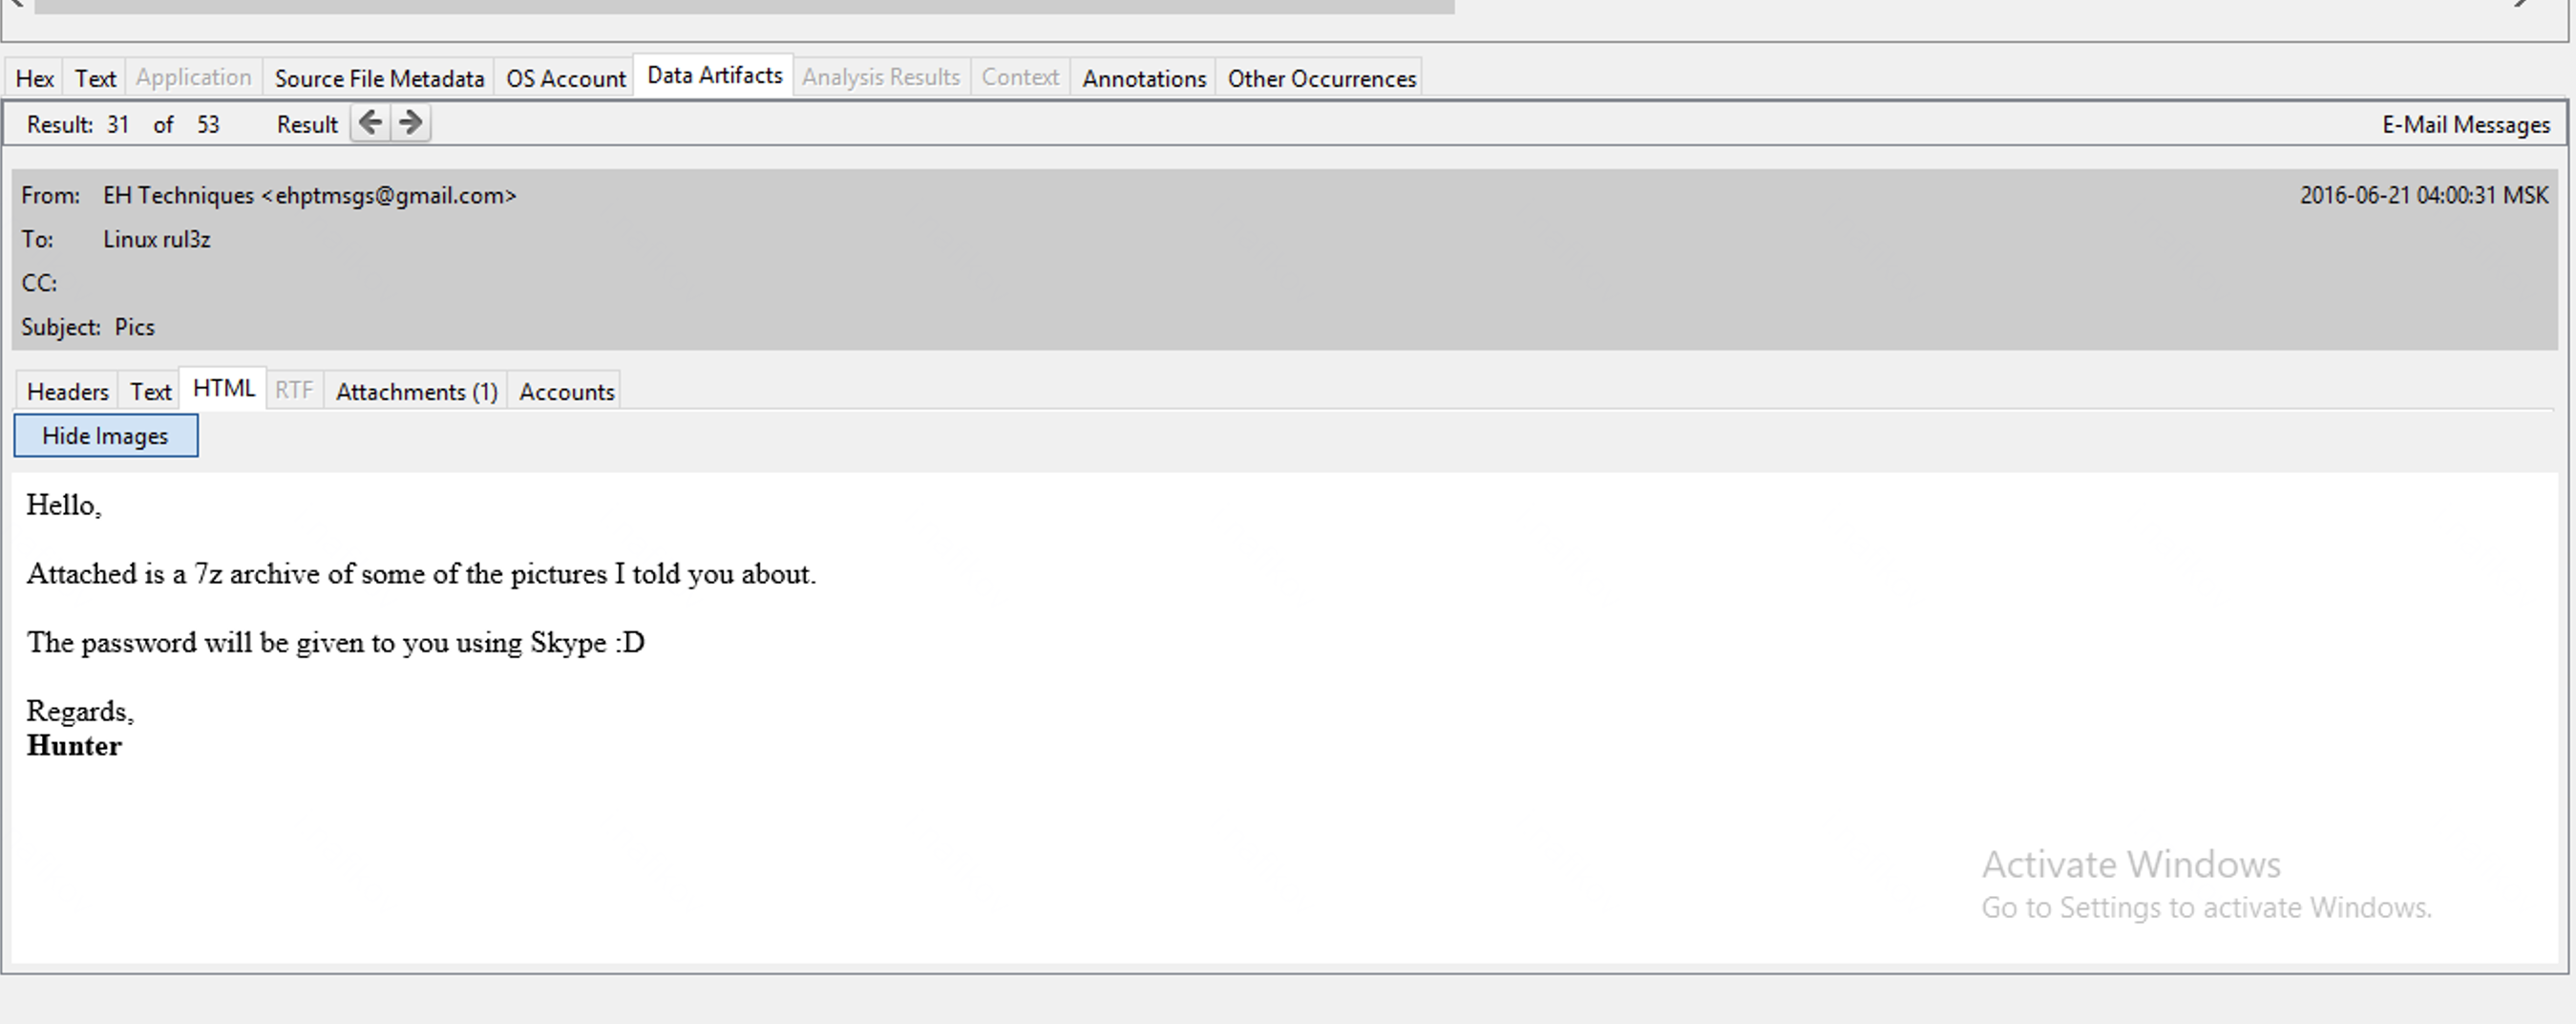 Hex Text Application Source File Metadata OS Account Data Artifacts Analysis Results Context Annotations Other Occurrences
Result: 31 of 53 Result E-Mail Messages
From: EH Techniques <ehptmsgs@gmail.com> 2016-06-21 04:00:31 MSK
To: Linux rul3z
CC:
Subject: Pics
Headers Text HTML RTF Attachments (1) Accounts
Hide Images
Hello,
Attached is a 7z archive of some of the pictures I told you about.
The password will be given to you using Skype :D
Regards,
Hunter
Activate Windows
Go to Settings to activate Windows.